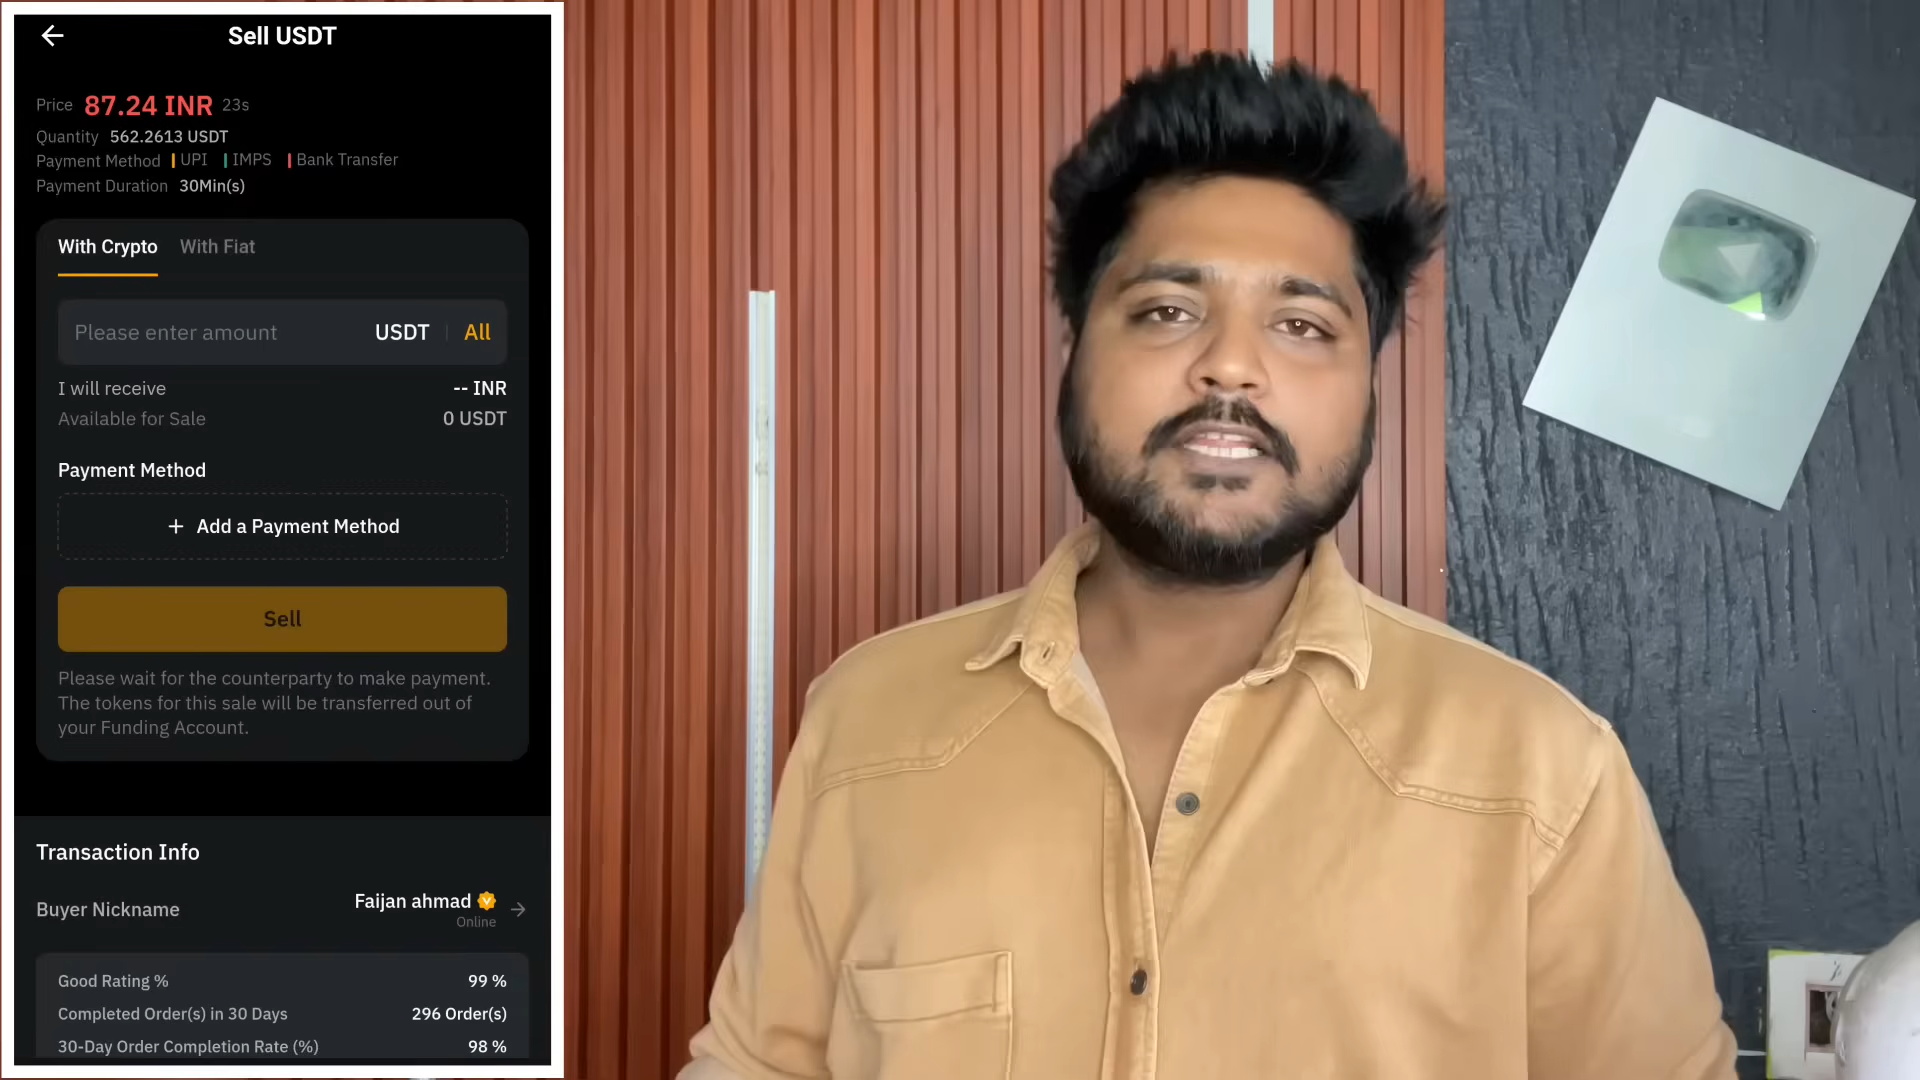 Sell USDT
Price 87.24 INR 23s
Quantity 562.2613 USDT
Payment Method UPI IMPS Bank Transfer
Payment Duration 30Min(s)
With Crypto With Fiat
Please enter amount USDT All
I will receive -- INR
Available for Sale 0 USDT
Payment Method
+ Add a Payment Method
Sell
Please wait for the counterparty to make payment.
The tokens for this sale will be transferred out of
your Funding Account.
Transaction Info
Buyer Nickname Faijan ahmad
Online
Good Rating % 99 %
Completed Order(s) in 30 Days 296 Order(s)
30-Day Order Completion Rate (%) 98 %